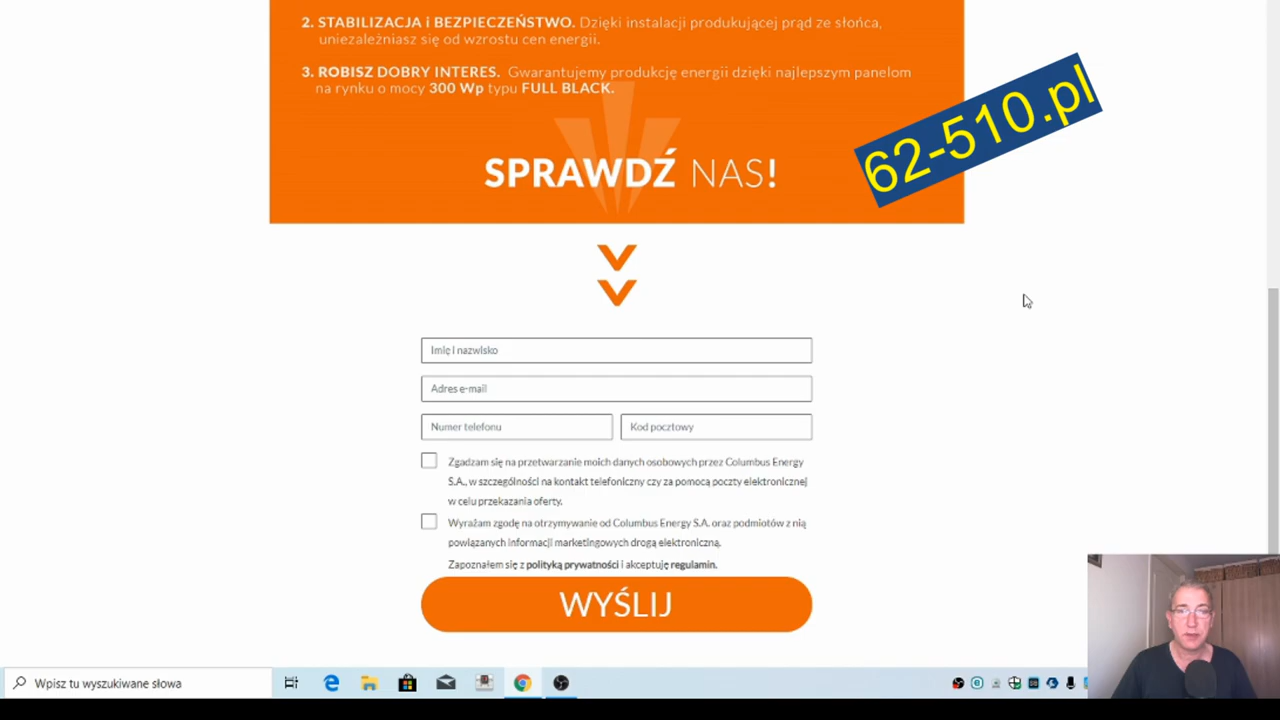 2. STABILIZACJA i BEZPIECZEŃSTWO. Dzięki instalacji produkującej prąd ze słońca,
uniezależniasz się od wzrostu cen energii.
3. ROBISZ DOBRY INTERES. Gwarantujemy produkcję energii dzięki najlepszym panelom
na rynku o mocy 300 Wp typu FULL BLACK.
62-510.pl
SPRAWDŹ NAS!
Imię i nazwisko
Adres e-mail
Numer telefonu Kod pocztowy
Zgadzam się na przetwarzanie moich danych osobowych przez Columbus Energy
S.A., w szczególności na kontakt telefoniczny czy za pomocą poczty elektronicznej
w celu przekazania oferty.
Wyrażam zgodę na otrzymywanie od Columbus Energy S.A. oraz podmiotów z nią
powiązanych informacji marketingowych drogą elektroniczną.
Zapoznałem się z polityką prywatności i akceptuję regulamin.
WYŚLIJ
Wpisz tu wyszukiwane słowa